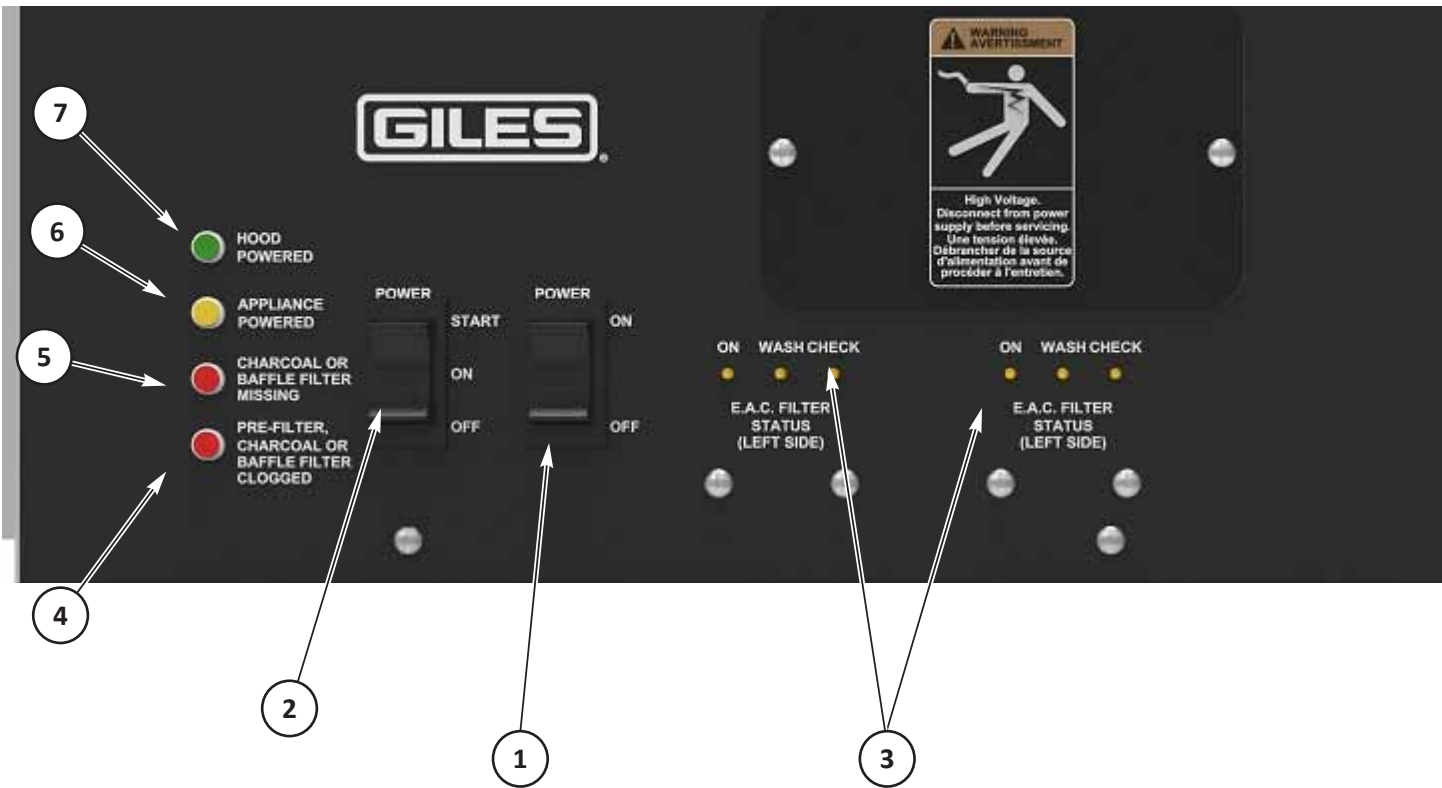 WARNING
AVERTISSMENT
High Voltage.
Disconnect from power
supply before servicing.
Une tension élevée.
Débrancher de la source
d'alimentation avant de
procéder à l'entretien.
GILES®
7
6
5
4
2
1
3
HOOD
POWERED
APPLIANCE
POWERED
CHARCOAL OR
BAFFLE FILTER
MISSING
PRE-FILTER,
CHARCOAL OR
BAFFLE FILTER
CLOGGED
POWER
START
ON
OFF
POWER
ON
OFF
ON WASH CHECK
E.A.C. FILTER
STATUS
(LEFT SIDE)
ON WASH CHECK
E.A.C. FILTER
STATUS
(LEFT SIDE)